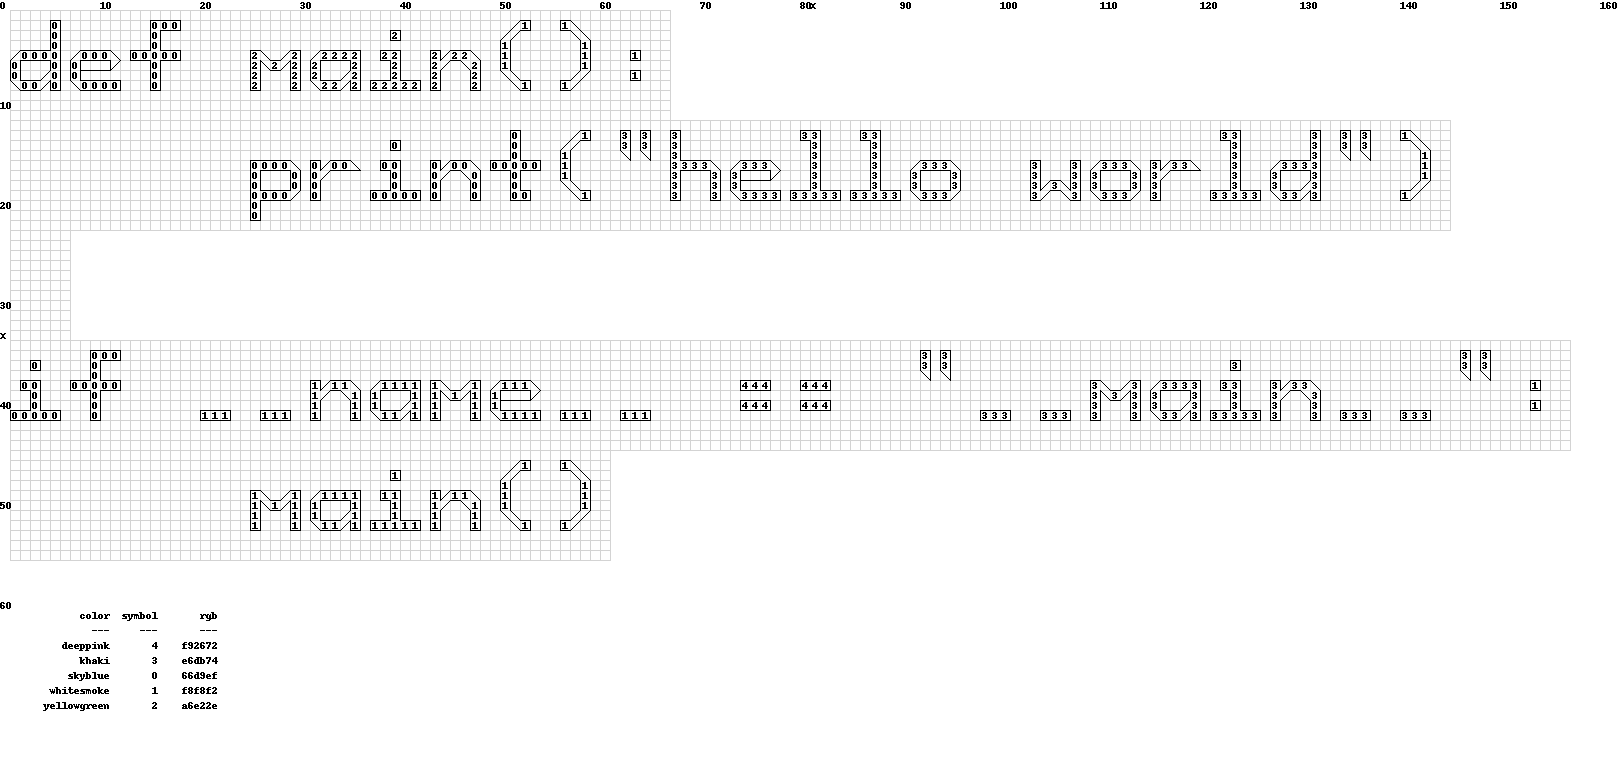 0 10 20 30 40 50 60 70 80x 90 100 110 120 130 140 150 160
def main():
10
print("hello world")
20
30
x
if __name__ == "__main__":
40
main()
50
60
color symbol rgb
--- --- ---
deeppink 4 f92672
khaki 3 e6db74
skyblue 0 66d9ef
whitesmoke 1 f8f8f2
yellowgreen 2 a6e22e